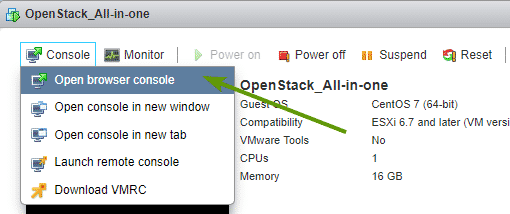 OpenStack_All-in-one
Console Monitor Power on Power off Suspend Reset
Open browser console
Open console in new window
Open console in new tab
Launch remote console
Download VMRC
OpenStack_All-in-one
Guest OS CentOS 7 (64-bit)
Compatibility ESXi 6.7 and later (VM versi
VMware Tools No
CPUs 1
Memory 16 GB